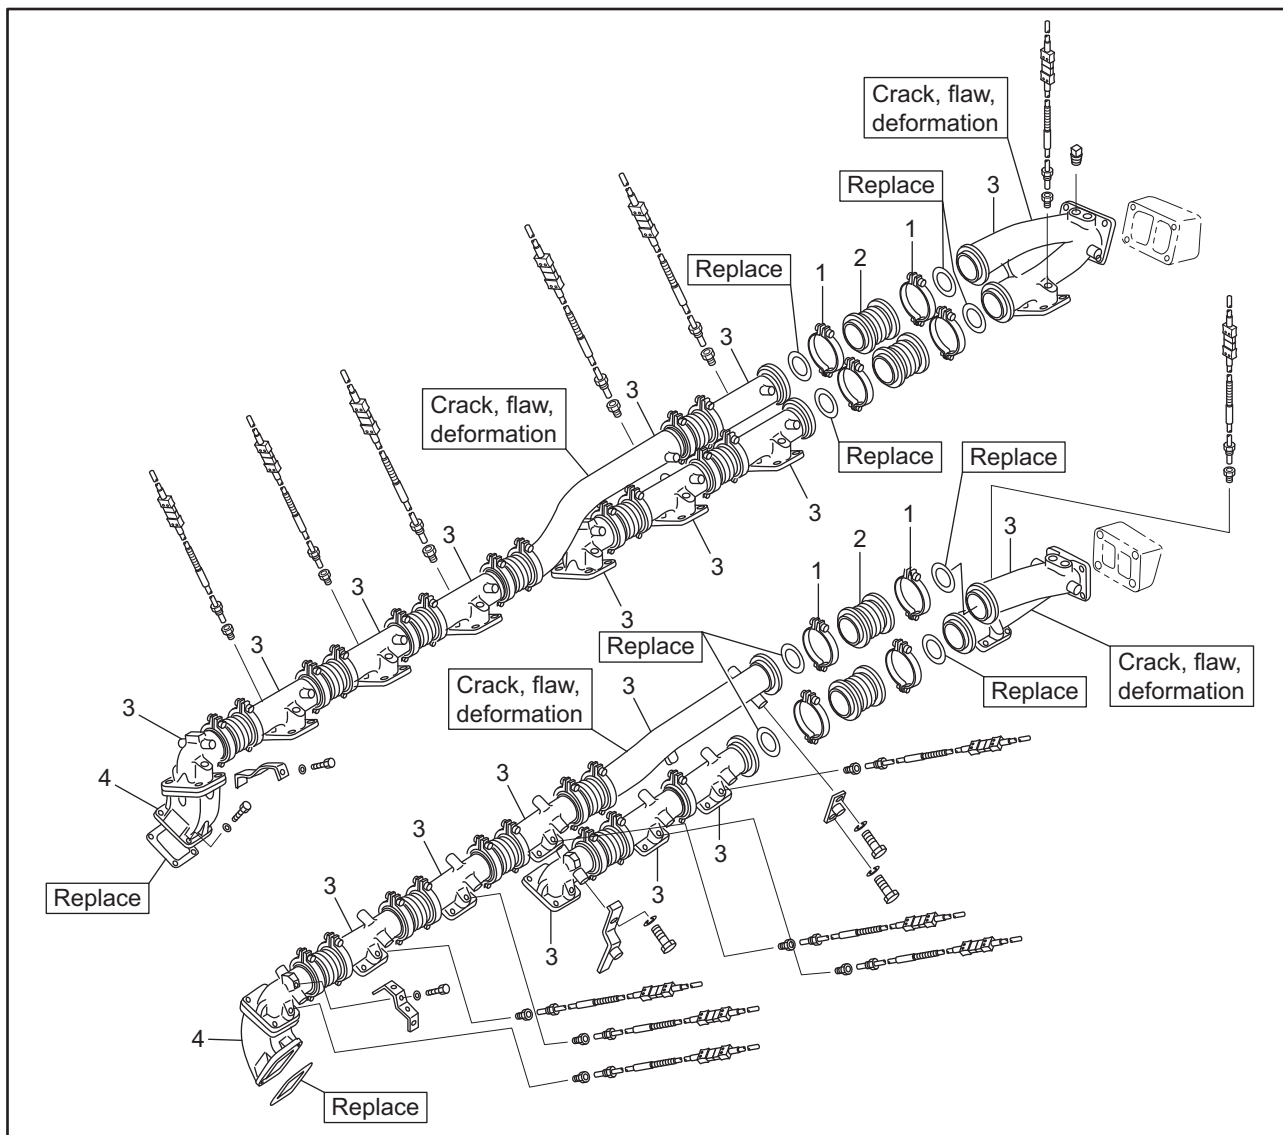 Crack, flaw,
deformation
3
Replace
1
Replace
2
1
3
3
Crack, flaw,
deformation
Replace
Replace
3
1
3
3
3
2
3
1
3
3
Replace
3
Crack, flaw,
deformation
Crack, flaw,
deformation
3
3
Replace
3
4
3
3
3
3
3
Replace
3
4
Replace